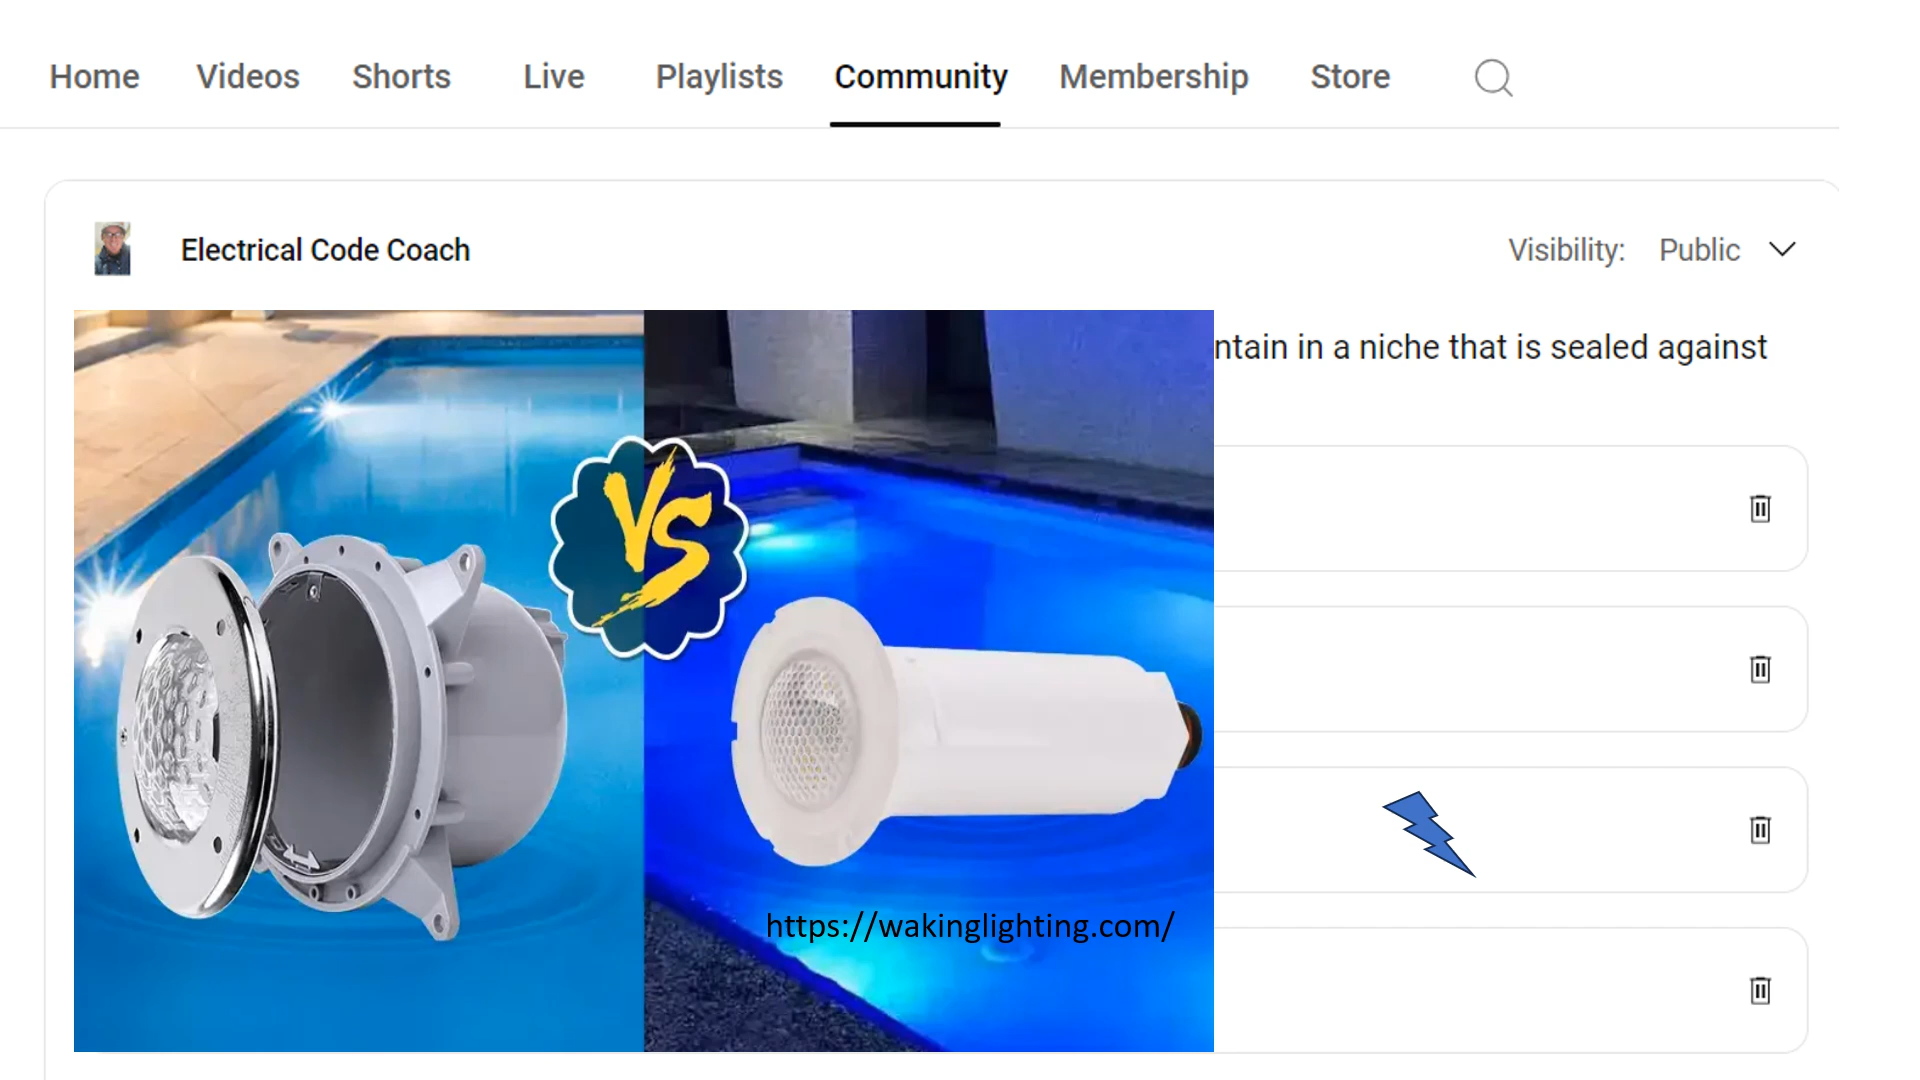 Home Videos Shorts Live Playlists Community Membership Store
Electrical Code Coach
Visibility: Public
ntain in a niche that is sealed against
VS
https://wakinglighting.com/